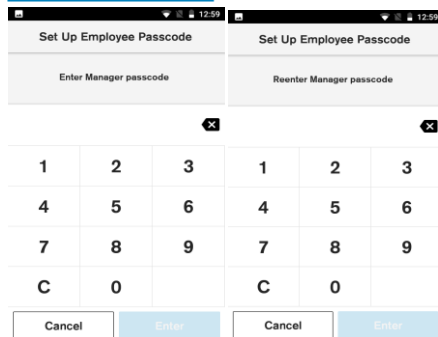 12:59
Set Up Employee Passcode
Enter Manager passcode
1 2 3
4 5 6
7 8 9
C 0
Cancel Enter
12:59
Set Up Employee Passcode
Reenter Manager passcode
1 2 3
4 5 6
7 8 9
C 0
Cancel Enter